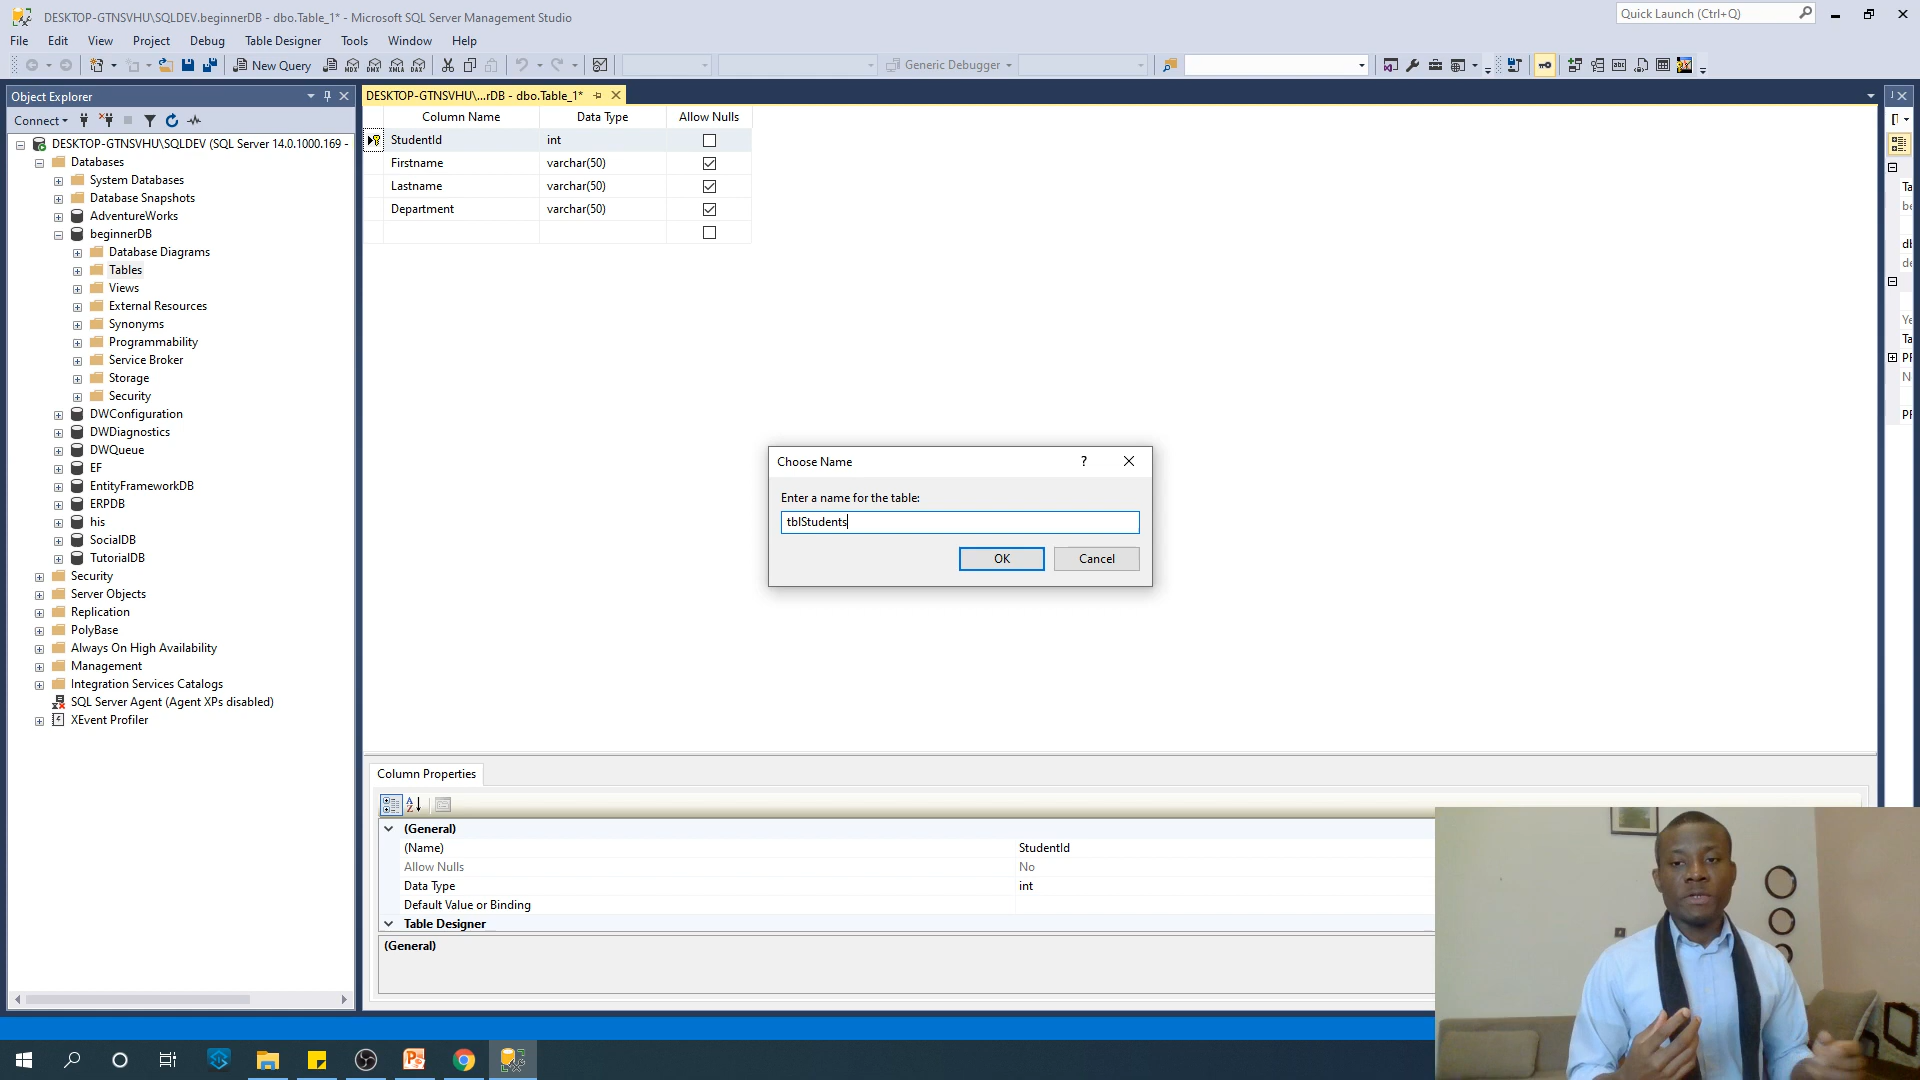 DESKTOP-GTNSVHU\SQLDEV.beginnerDB - dbo.Table_1* - Microsoft SQL Server Management Studio
Quick Launch (Ctrl+Q)
File Edit View Project Debug Table Designer Tools Window Help
New Query
MDX DMX XMLA DAX
Generic Debugger
Object Explorer
DESKTOP-GTNSVHU\...rDB - dbo.Table_1*
Connect
Column Name Data Type Allow Nulls
StudentId int
Firstname varchar(50)
Lastname varchar(50)
Department varchar(50)
DESKTOP-GTNSVHU\SQLDEV (SQL Server 14.0.1000.169 -
Databases
System Databases
Database Snapshots
AdventureWorks
beginnerDB
Database Diagrams
Tables
Views
External Resources
Synonyms
Programmability
Service Broker
Storage
Security
DWConfiguration
DWDiagnostics
DWQueue
EF
EntityFrameworkDB
ERPDB
his
SocialDB
TutorialDB
Security
Server Objects
Replication
PolyBase
Always On High Availability
Management
Integration Services Catalogs
SQL Server Agent (Agent XPs disabled)
XEvent Profiler
Choose Name
Enter a name for the table:
tblStudents
OK Cancel
Column Properties
(General)
(Name) StudentId
Allow Nulls No
Data Type int
Default Value or Binding
Table Designer
(General)